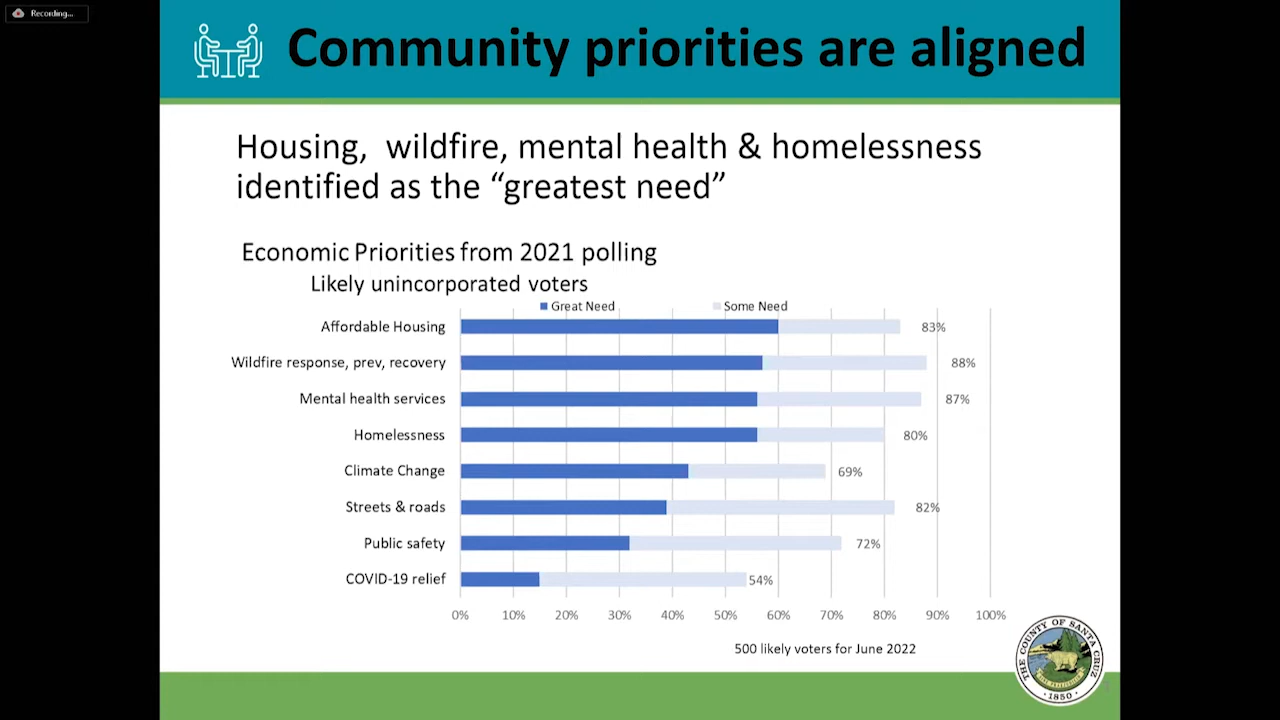 Recording...
Community priorities are aligned
Housing, wildfire, mental health & homelessness
identified as the “greatest need”
Economic Priorities from 2021 polling
Likely unincorporated voters
Great Need Some Need
Affordable Housing 83%
Wildfire response, prev, recovery 88%
Mental health services 87%
Homelessness 80%
Climate Change 69%
Streets & roads 82%
Public safety 72%
COVID-19 relief 54%
0% 10% 20% 30% 40% 50% 60% 70% 80% 90% 100%
500 likely voters for June 2022
THE COUNTY OF SANTA CRUZ
1850